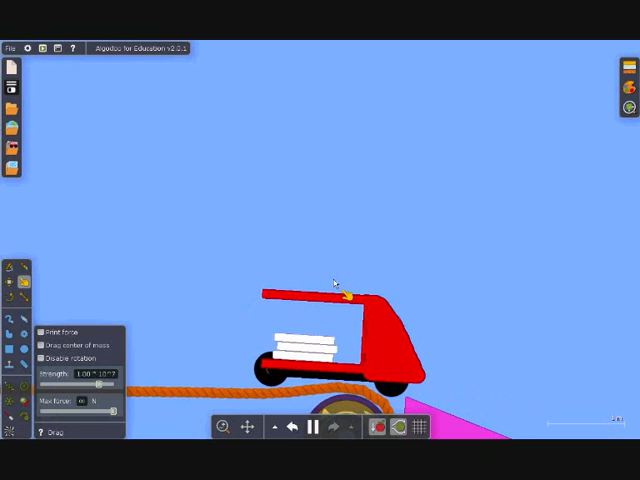 File ? Algodoo for Education v2.0.1
Print force
Drag center of mass
Disable rotation
Strength: 1.00 * 10^7
Max force: ∞ N
? Drag
1 m